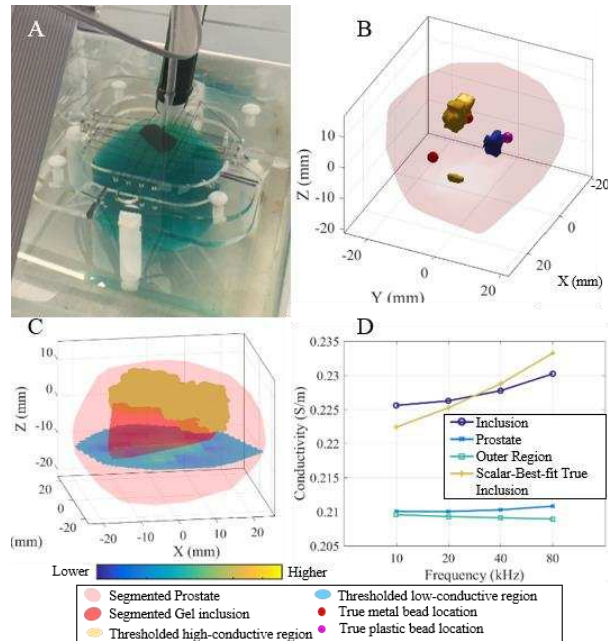 A
B
Z (mm)
10
0
-10
-20
-20
0
20
Y (mm)
-20
0
20
X (mm)
C
Z (mm)
10
0
-10
-20
20
0
20
(mm)
-20
-10
0
10
20
X (mm)
Lower
Higher
D
Conductivity (S/m)
0.235
0.23
0.225
0.22
0.215
0.21
0.205
10
20
40
80
Frequency (kHz)
Inclusion
Prostate
Outer Region
Scalar-Best-fit True
Inclusion
Segmented Prostate
Segmented Gel inclusion
Thresholded high-conductive region
Thresholded low-conductive region
True metal bead location
True plastic bead location